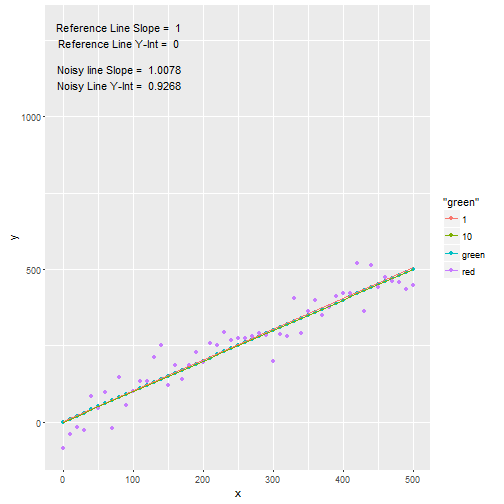 Reference Line Slope = 1
Reference Line Y-Int = 0
Noisy line Slope = 1.0078
Noisy Line Y-Int = 0.9268
1000
500
0
y
0
100
200
300
400
500
x
"green"
1
10
green
red